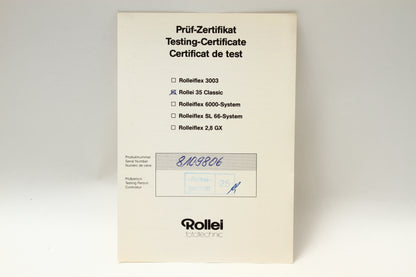 Prüf-Zertifikat
Testing-Certificate
Certificat de test
Rolleiflex 3003
Rollei 35 Classic
Rolleiflex 6000-System
Rolleiflex SL 66-System
Rolleiflex 2,8 GX
Produktnummer
Serial Number
Numéro de série
8109806
Prüfperson
Testing Person
Contrôleur
26
Rollei
fototechnic